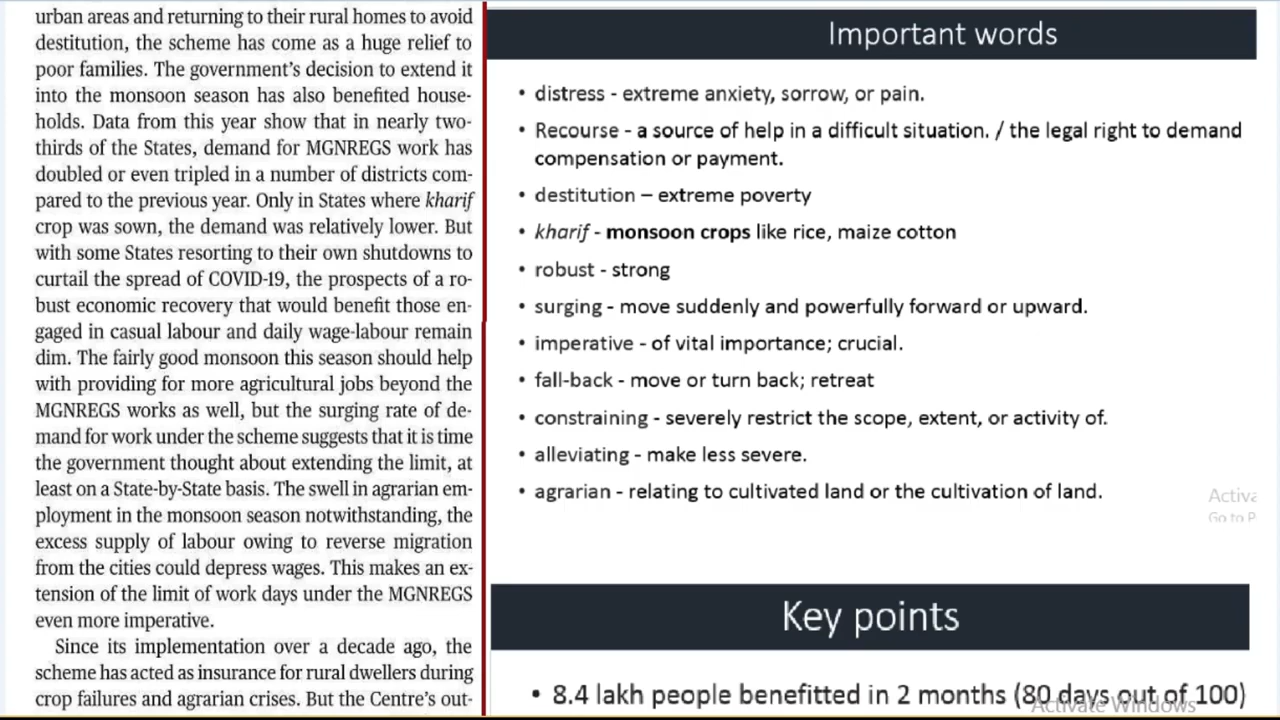 urban areas and returning to their rural homes to avoid
destitution, the scheme has come as a huge relief to
poor families. The government's decision to extend it
into the monsoon season has also benefited house-
holds. Data from this year show that in nearly two-
thirds of the States, demand for MGNREGS work has
doubled or even tripled in a number of districts com-
pared to the previous year. Only in States where kharif
crop was sown, the demand was relatively lower. But
with some States resorting to their own shutdowns to
curtail the spread of COVID-19, the prospects of a ro-
bust economic recovery that would benefit those en-
gaged in casual labour and daily wage-labour remain
dim. The fairly good monsoon this season should help
with providing for more agricultural jobs beyond the
MGNREGS works as well, but the surging rate of de-
mand for work under the scheme suggests that it is time
the government thought about extending the limit, at
least on a State-by-State basis. The swell in agrarian em-
ployment in the monsoon season notwithstanding, the
excess supply of labour owing to reverse migration
from the cities could depress wages. This makes an ex-
tension of the limit of work days under the MGNREGS
even more imperative.
Since its implementation over a decade ago, the
scheme has acted as insurance for rural dwellers during
crop failures and agrarian crises. But the Centre's out-
Important words
• distress - extreme anxiety, sorrow, or pain.
• Recourse - a source of help in a difficult situation. / the legal right to demand
compensation or payment.
• destitution – extreme poverty
• kharif - monsoon crops like rice, maize cotton
• robust - strong
• surging - move suddenly and powerfully forward or upward.
• imperative - of vital importance; crucial.
• fall-back - move or turn back; retreat
• constraining - severely restrict the scope, extent, or activity of.
• alleviating - make less severe.
• agrarian - relating to cultivated land or the cultivation of land.
Activa
Go to P
Key points
• 8.4 lakh people benefitted in 2 months (80 days out of 100)
Activate Windows